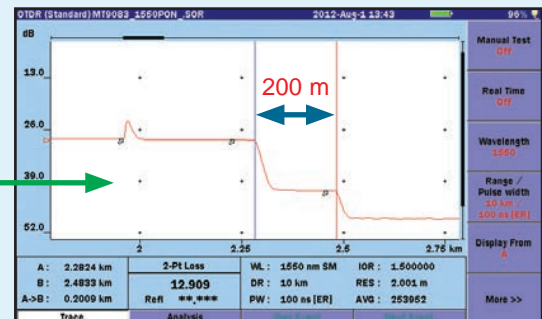 OTDR (Standard) MT9083_1550PON_.SOR 2012-Aug-1 13:43 96%
dB
13.0
26.0
39.0
52.0
200 m
2 2.25 2.5 2.75 km
A: 2.2824 km
B: 2.4833 km
A->B: 0.2009 km
2-Pt Loss
12.909
Refl **.***
WL: 1550 nm SM IOR: 1.500000
DR: 10 km RES: 2.001 m
PW: 100 ns [ER] AVG: 253952
Trace Analysis
Manual Test
Off
Real Time
Off
Wavelength
1550
Range /
Pulse width
10 km /
100 ns [ER]
Display From
A
More >>